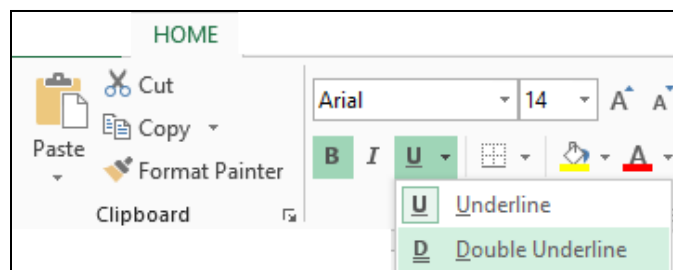 HOME
Cut
Copy
Paste
Format Painter
Clipboard
Arial
14
A A
B I U A
U Underline
D Double Underline